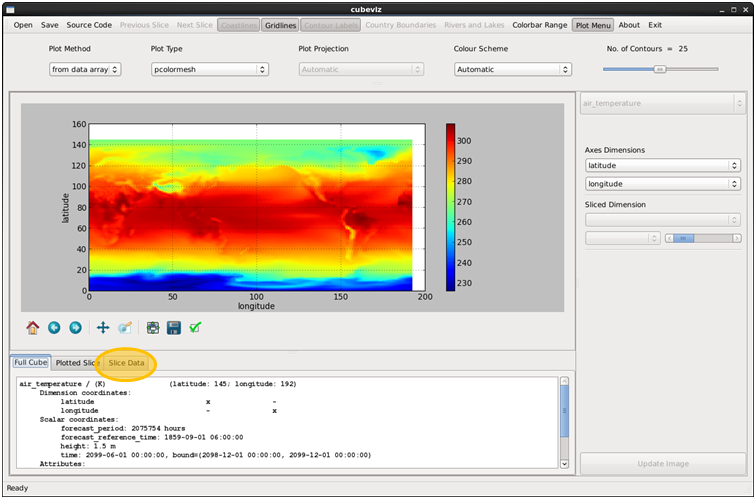 cubeviz
Open Save Source Code Previous Slice Next Slice Coastlines Gridlines Contour Labels Country Boundaries Rivers and Lakes Colorbar Range Plot Menu About Exit
Plot Method Plot Type Plot Projection Colour Scheme No. of Contours = 25
from data array pcolormesh Automatic Automatic
air_temperature
Axes Dimensions
latitude
longitude
Sliced Dimension
160
140
120
100
80
60
40
20
0
latitude
0 50 100 150 200
longitude
300
290
280
270
260
250
240
230
Full Cube Plotted Slice Slice Data
air_temperature / (K) (latitude: 145; longitude: 192)
Dimension coordinates:
latitude x -
longitude - x
Scalar coordinates:
forecast_period: 2075754 hours
forecast_reference_time: 1859-09-01 06:00:00
height: 1.5 m
time: 2099-06-01 00:00:00, bound=(2098-12-01 00:00:00, 2099-12-01 00:00:00)
Attributes:
Update Image
Ready